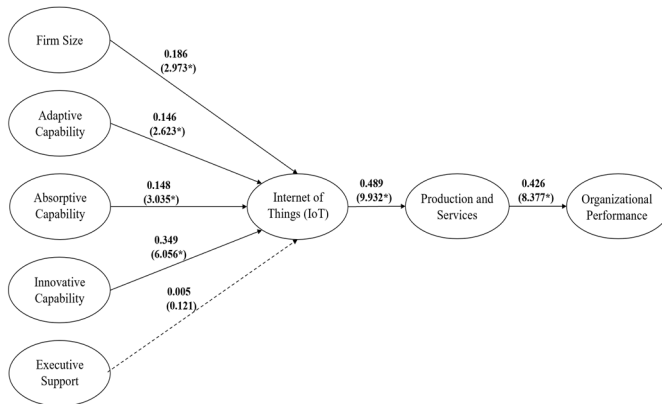 Firm Size
0.186
(2.973*)
Adaptive
Capability
0.146
(2.623*)
Absorptive
Capability
0.148
(3.035*)
Internet of
Things (IoT)
0.489
(9.932*)
Production and
Services
0.426
(8.377*)
Organizational
Performance
0.349
(6.056*)
Innovative
Capability
0.005
(0.121)
Executive
Support